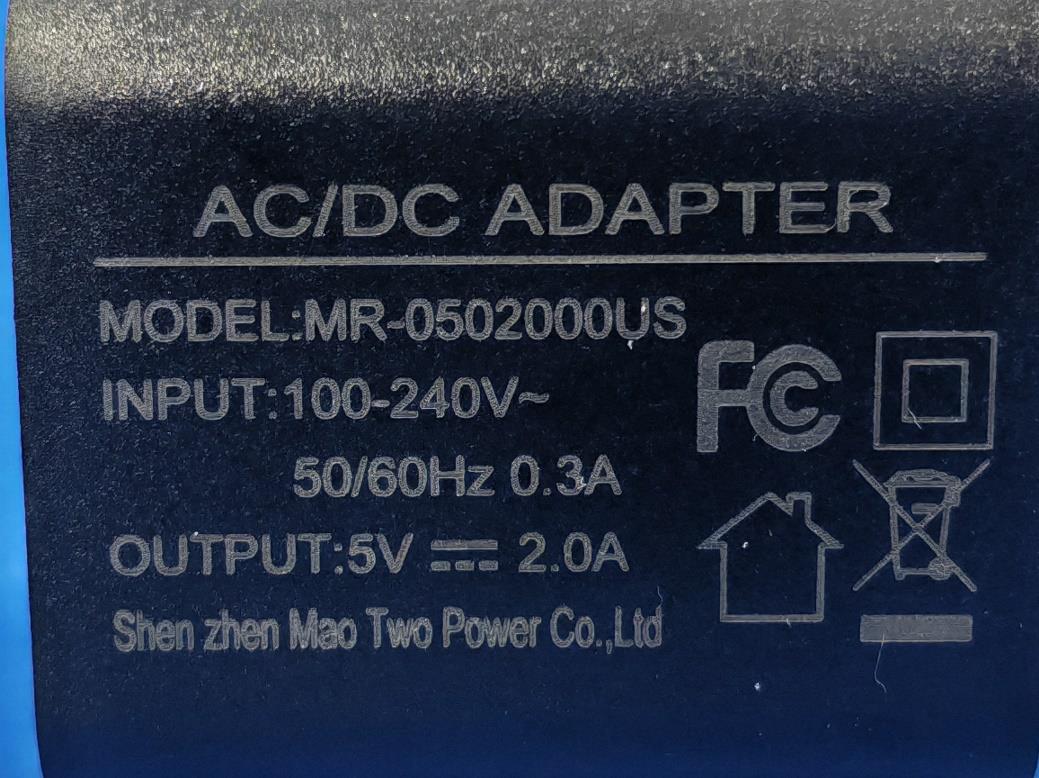 AC/DC ADAPTER
MODEL:MR-0502000US
INPUT:100-240V~
50/60Hz 0.3A
OUTPUT:5V ⎓ 2.0A
Shen zhen Mao Two Power Co.,Ltd
FC